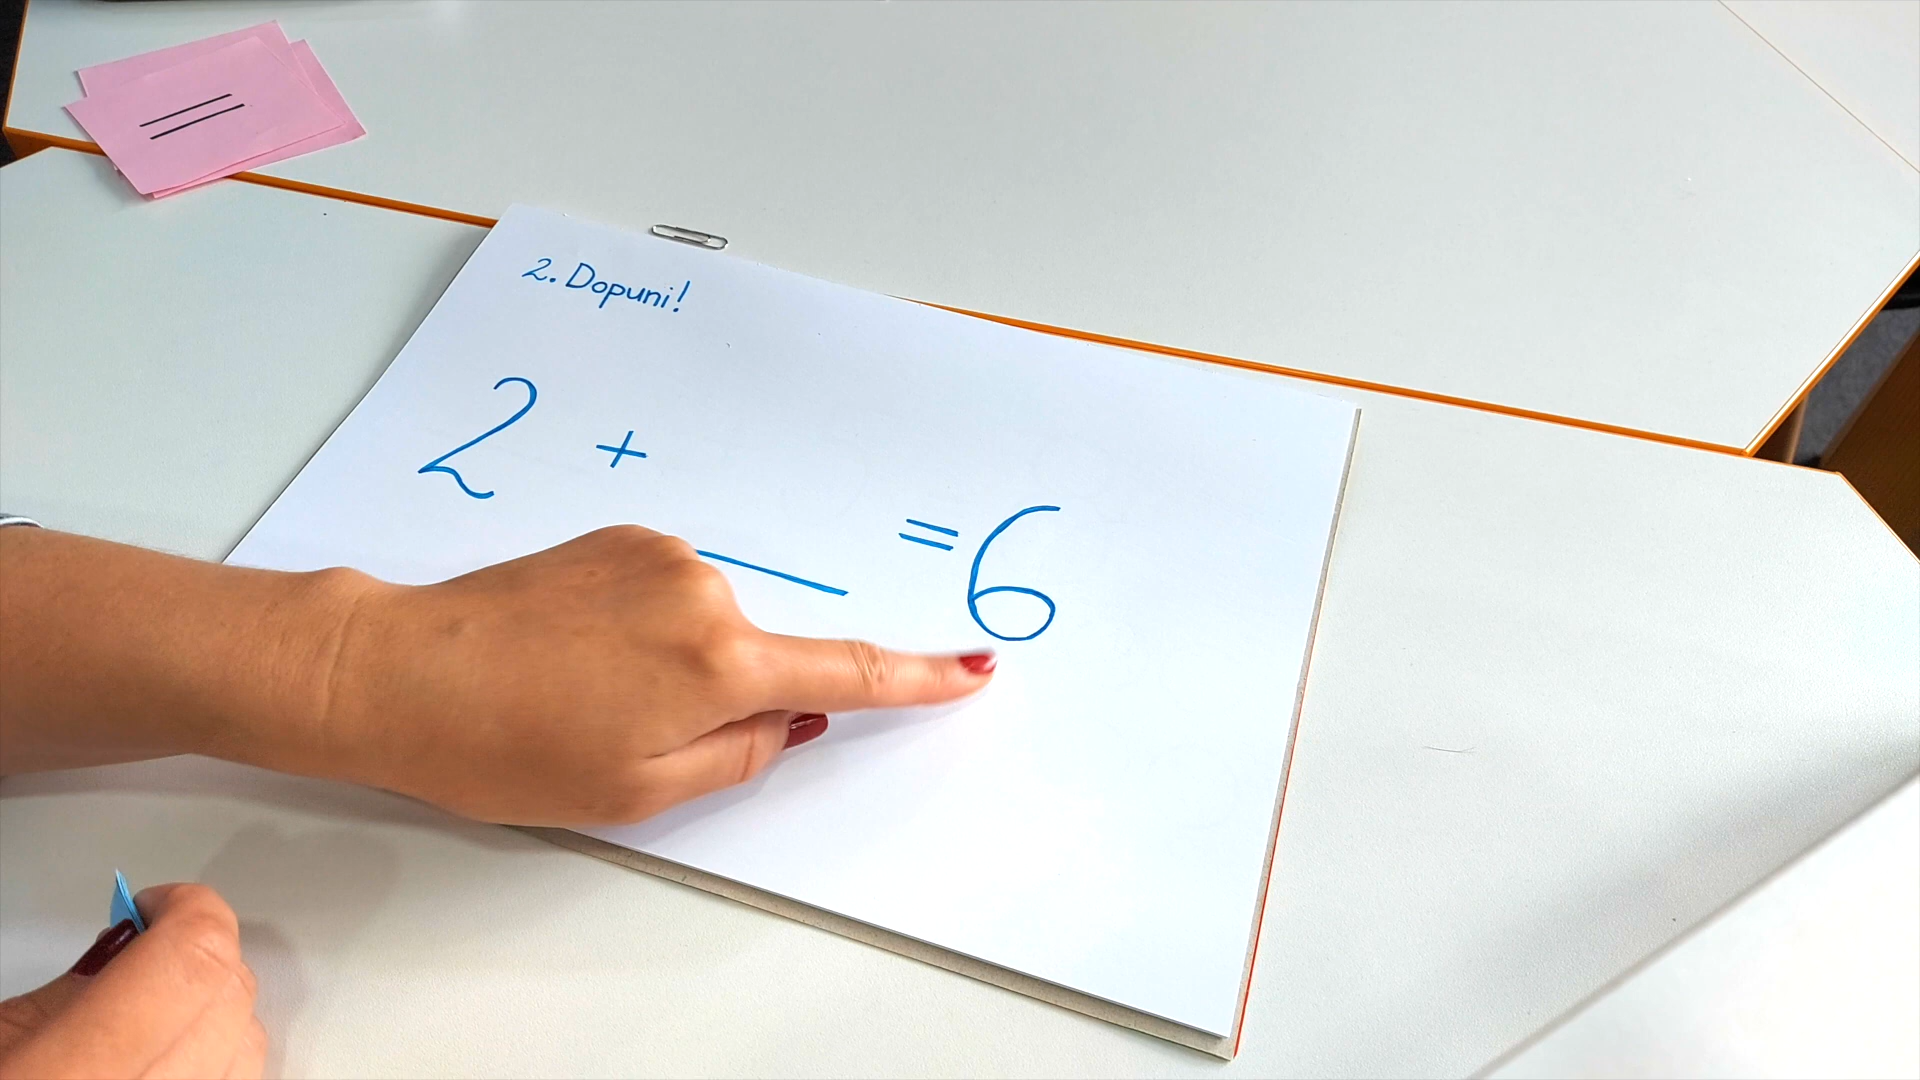 =
2. Dopuni!
2 + ___ = 6